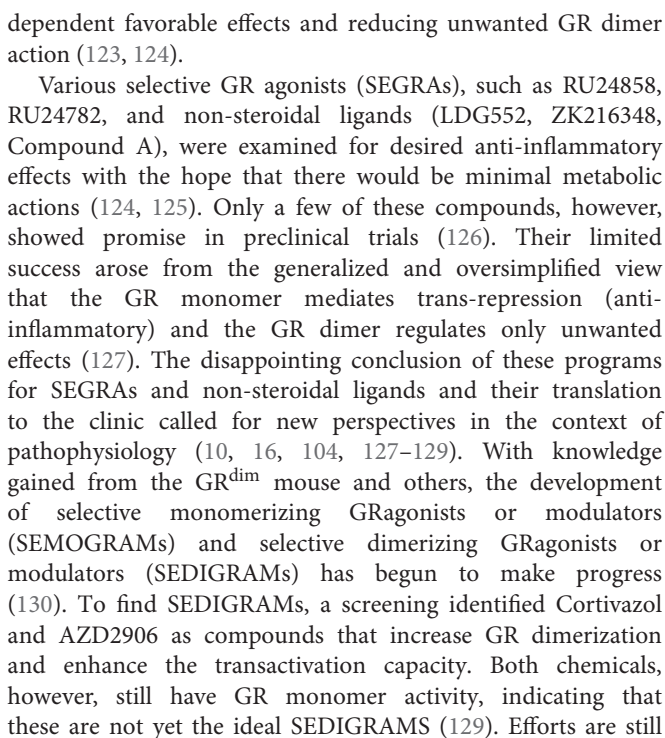 dependent favorable effects and reducing unwanted GR dimer
action (123, 124).
Various selective GR agonists (SEGRAs), such as RU24858,
RU24782, and non-steroidal ligands (LDG552, ZK216348,
Compound A), were examined for desired anti-inflammatory
effects with the hope that there would be minimal metabolic
actions (124, 125). Only a few of these compounds, however,
showed promise in preclinical trials (126). Their limited
success arose from the generalized and oversimplified view
that the GR monomer mediates trans-repression (anti-
inflammatory) and the GR dimer regulates only unwanted
effects (127). The disappointing conclusion of these programs
for SEGRAs and non-steroidal ligands and their translation
to the clinic called for new perspectives in the context of
pathophysiology (10, 16, 104, 127–129). With knowledge
gained from the GRdim mouse and others, the development
of selective monomerizing GRagonists or modulators
(SEMOGRAMs) and selective dimerizing GRagonists or
modulators (SEDIGRAMs) has begun to make progress
(130). To find SEDIGRAMs, a screening identified Cortivazol
and AZD2906 as compounds that increase GR dimerization
and enhance the transactivation capacity. Both chemicals,
however, still have GR monomer activity, indicating that
these are not yet the ideal SEDIGRAMS (129). Efforts are still